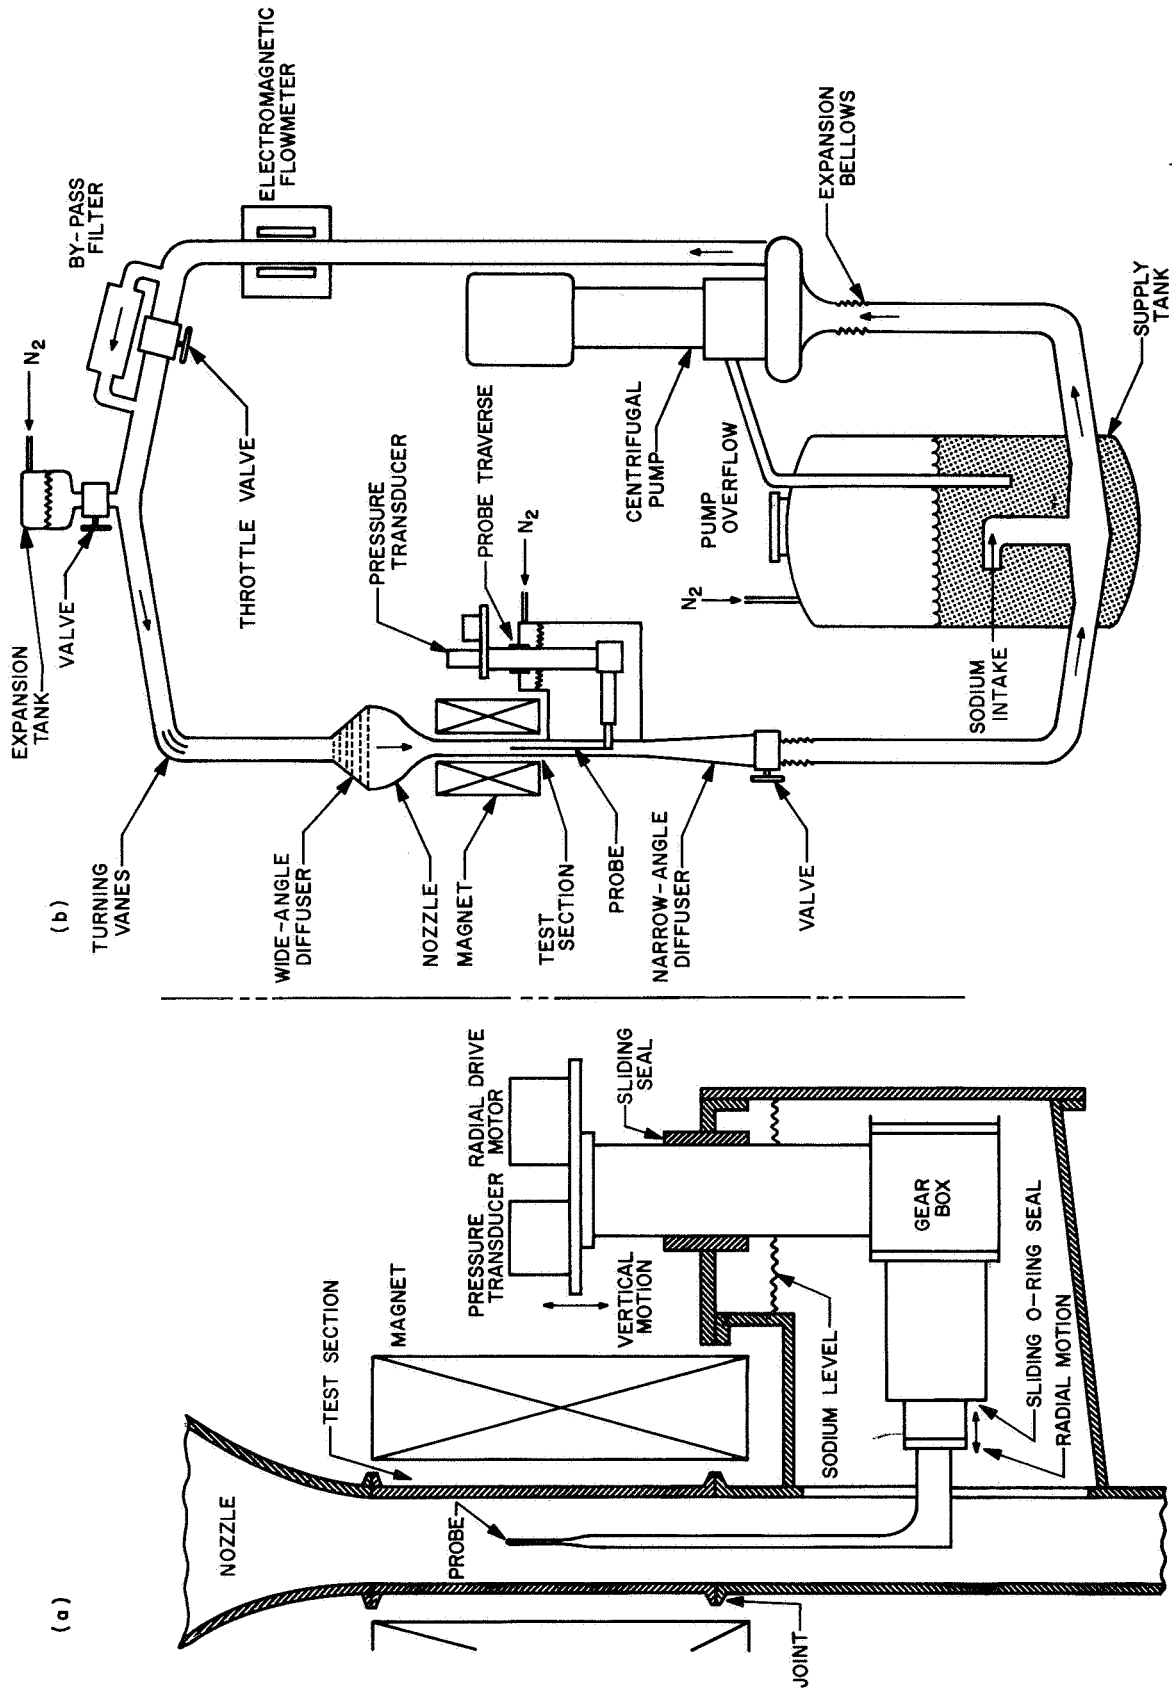 (a)
NOZZLE
TEST SECTION
MAGNET
PROBE
JOINT
PRESSURE
TRANSDUCER
RADIAL DRIVE
MOTOR
VERTICAL
MOTION
SLIDING
SEAL
SODIUM LEVEL
GEAR
BOX
SLIDING O-RING SEAL
RADIAL MOTION
(b)
EXPANSION
TANK
N2
VALVE
BY-PASS
FILTER
THROTTLE VALVE
ELECTROMAGNETIC
FLOWMETER
TURNING
VANES
WIDE-ANGLE
DIFFUSER
NOZZLE
MAGNET
TEST
SECTION
PROBE
NARROW-ANGLE
DIFFUSER
VALVE
PRESSURE
TRANSDUCER
PROBE TRAVERSE
N2
CENTRIFUGAL
PUMP
PUMP
OVERFLOW
N2
SODIUM
INTAKE
EXPANSION
BELLOWS
SUPPLY
TANK